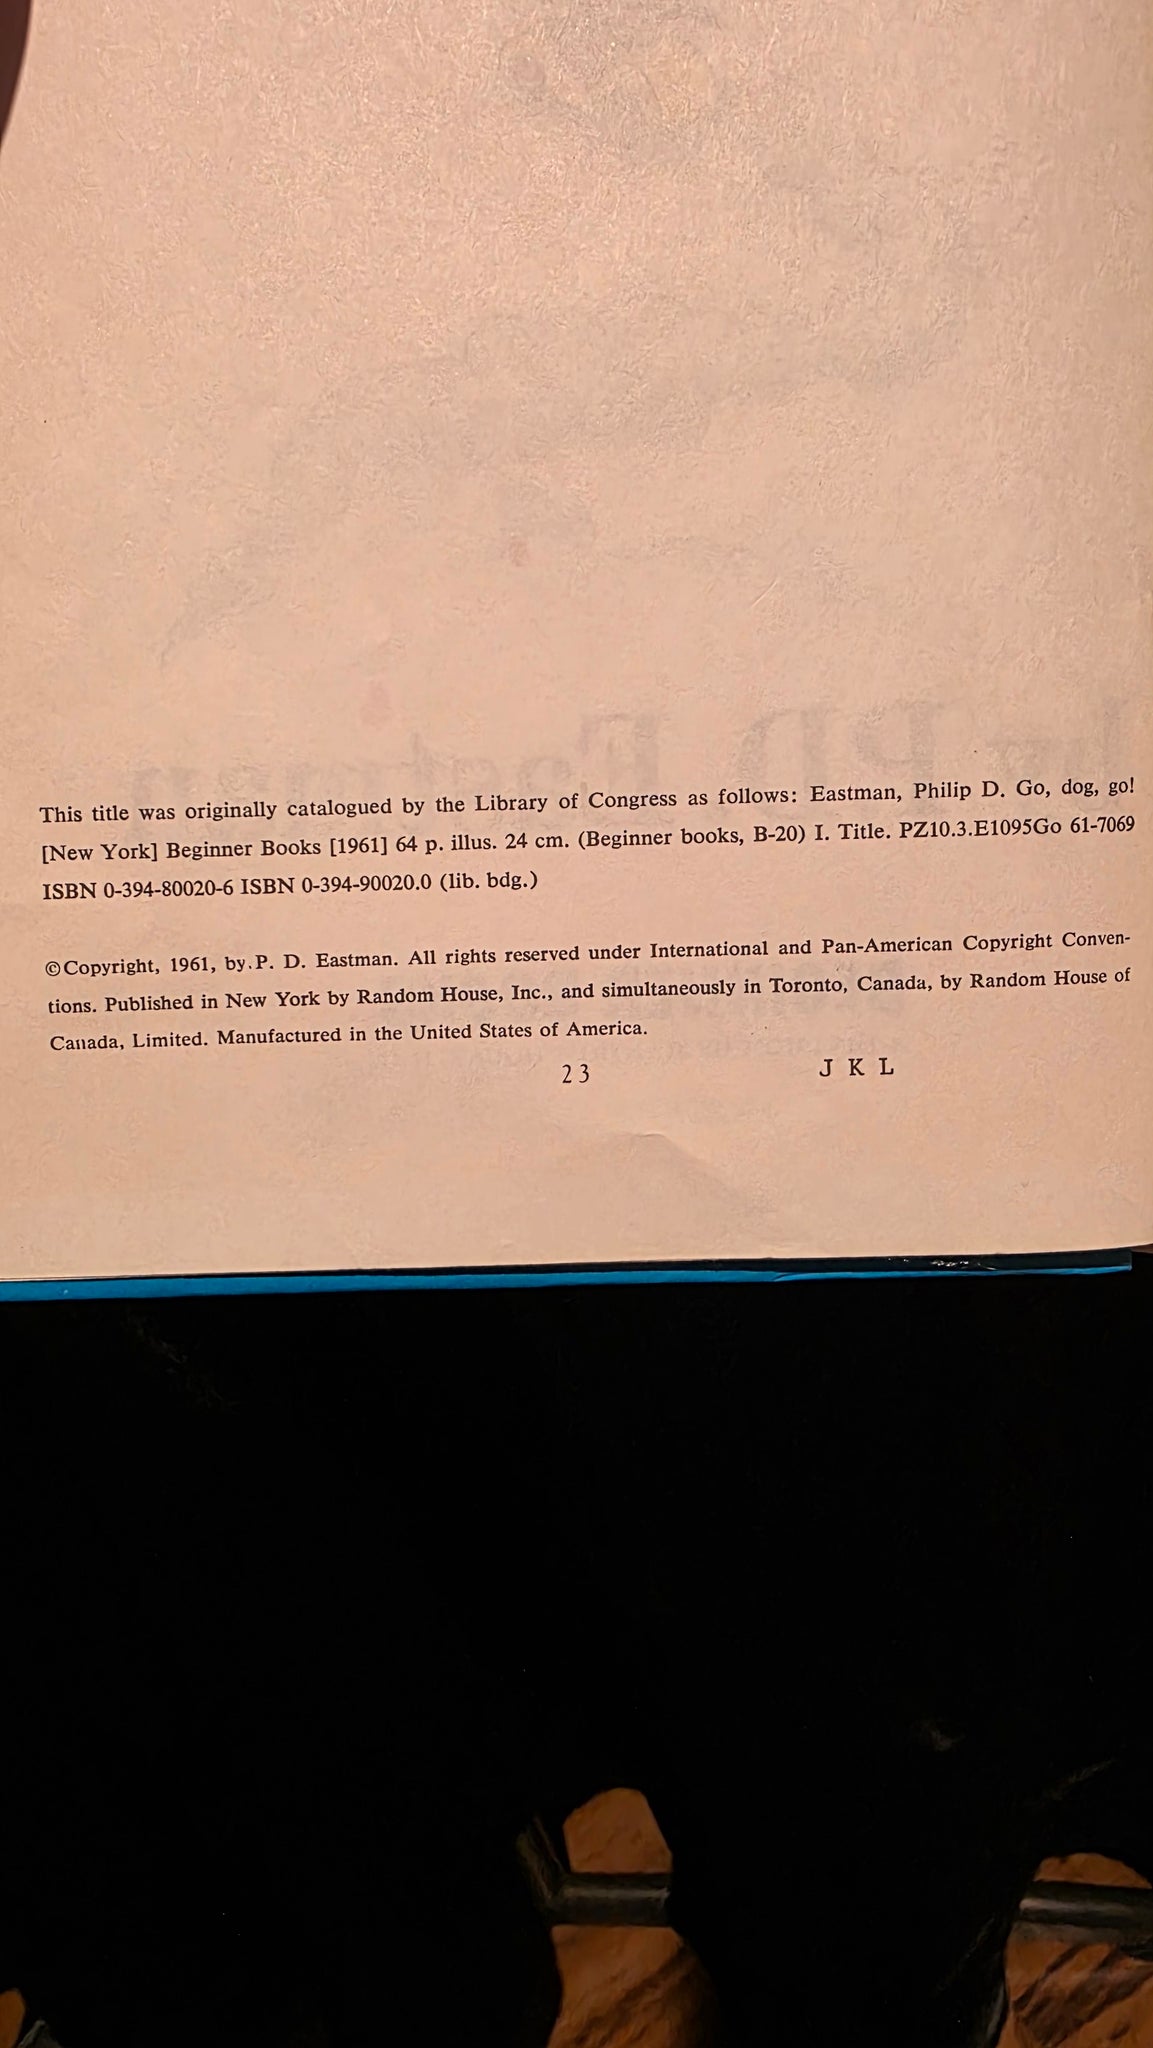 This title was originally catalogued by the Library of Congress as follows: Eastman, Philip D. Go, dog, go!
[New York] Beginner Books [1961] 64 p. illus. 24 cm. (Beginner books, B-20) I. Title. PZ10.3.E1095Go 61-7069
ISBN 0-394-80020-6 ISBN 0-394-90020.0 (lib. bdg.)
©Copyright, 1961, by. P. D. Eastman. All rights reserved under International and Pan-American Copyright Conven-
tions. Published in New York by Random House, Inc., and simultaneously in Toronto, Canada, by Random House of
Canada, Limited. Manufactured in the United States of America.
23 J K L